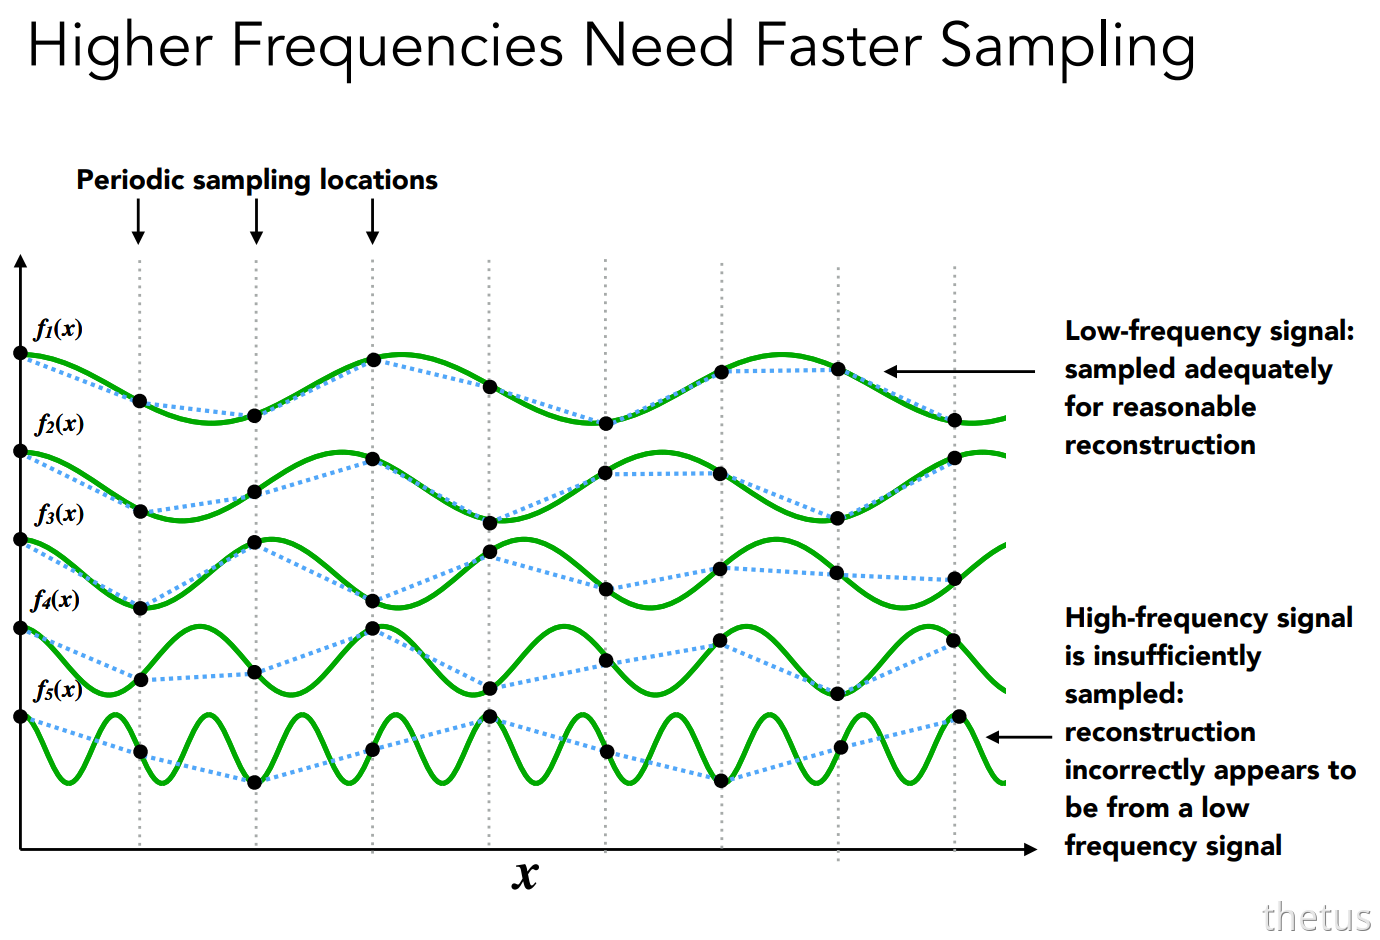 Higher Frequencies Need Faster Sampling
Periodic sampling locations
f1(x)
f2(x)
f3(x)
f4(x)
f5(x)
x
Low-frequency signal:
sampled adequately
for reasonable
reconstruction
High-frequency signal
is insufficiently
sampled:
reconstruction
incorrectly appears to
be from a low
frequency signal
thetus